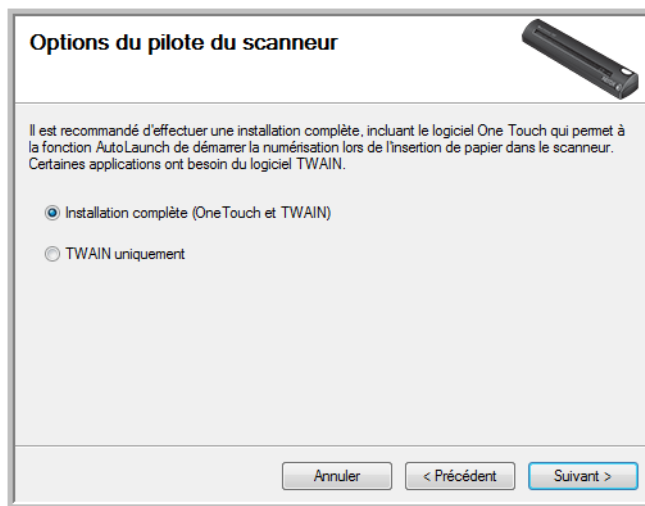 Options du pilote du scanneur
Il est recommandé d'effectuer une installation complète, incluant le logiciel One Touch qui permet à
la fonction AutoLaunch de démarrer la numérisation lors de l'insertion de papier dans le scanneur.
Certaines applications ont besoin du logiciel TWAIN.
Installation complète (OneTouch et TWAIN)
TWAIN uniquement
Annuler
< Précédent
Suivant >